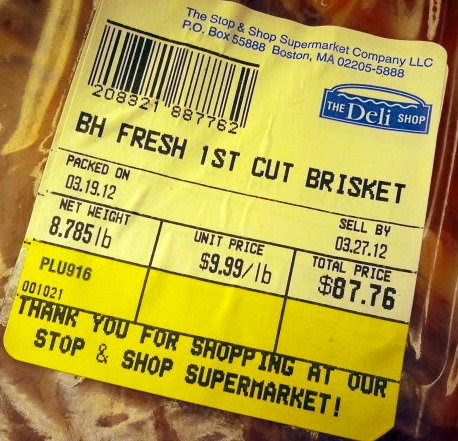 The Stop & Shop Supermarket Company LLC
P.O. Box 55888 Boston, MA 02205-5888
208321 887762
THE Deli SHOP
BH FRESH 1ST CUT BRISKET
PACKED ON
03.19.12
SELL BY
03.27.12
NET WEIGHT
8.785lb
UNIT PRICE
$9.99/lb
TOTAL PRICE
$87.76
PLU916
001021
THANK YOU FOR SHOPPING AT OUR
STOP & SHOP SUPERMARKET!